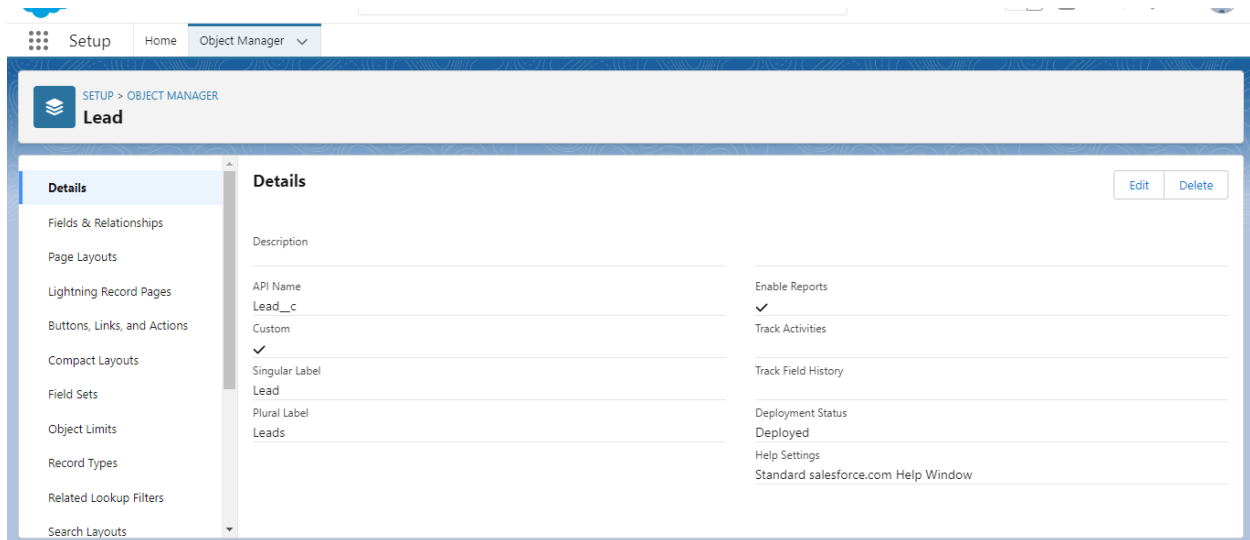 Setup
Home
Object Manager
SETUP > OBJECT MANAGER
Lead
Details
Fields & Relationships
Page Layouts
Lightning Record Pages
Buttons, Links, and Actions
Compact Layouts
Field Sets
Object Limits
Record Types
Related Lookup Filters
Search Layouts
Details
Edit
Delete
Description
API Name
Lead__c
Custom
Singular Label
Lead
Plural Label
Leads
Enable Reports
Track Activities
Track Field History
Deployment Status
Deployed
Help Settings
Standard salesforce.com Help Window